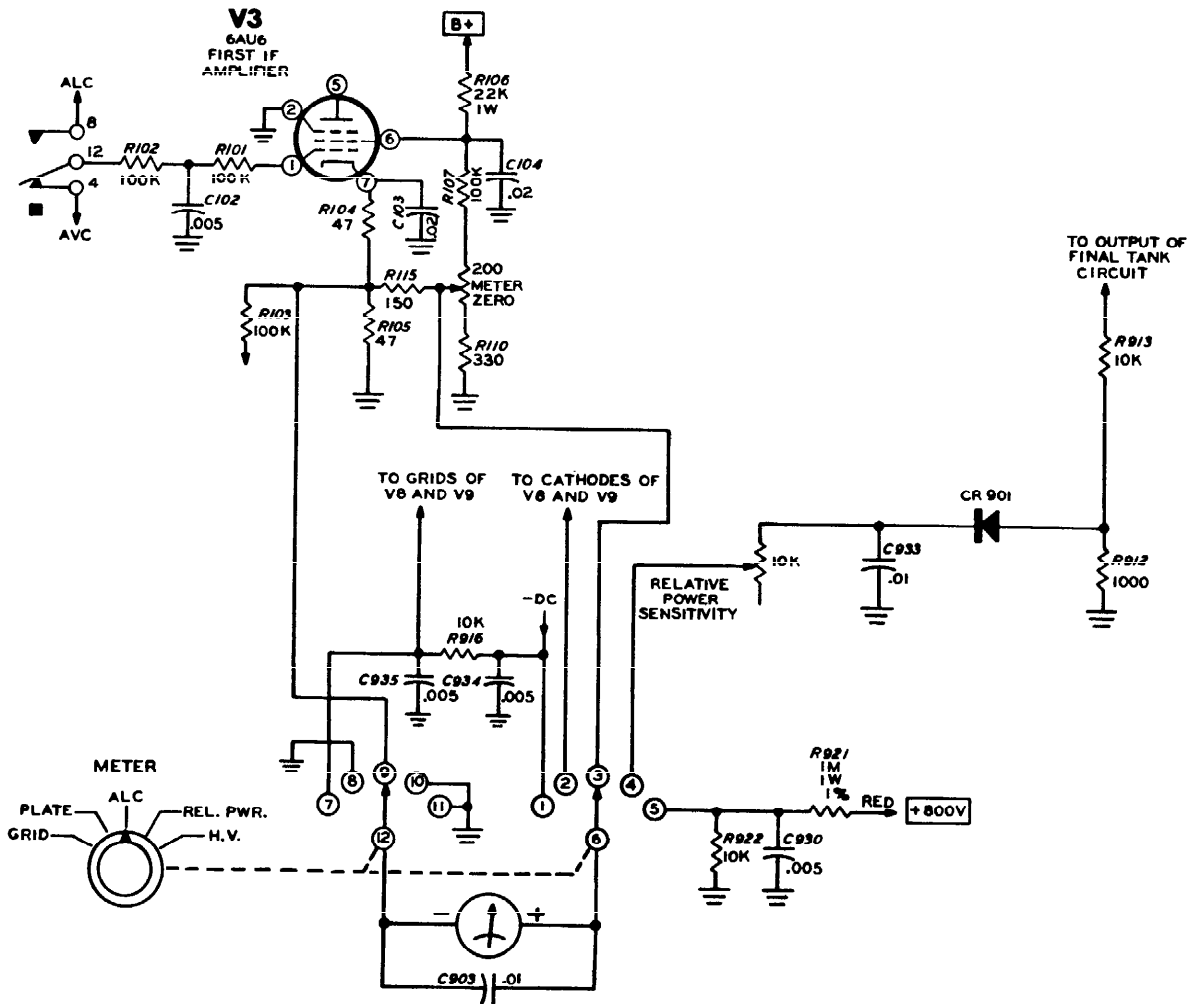 V3
6AU6
FIRST IF
AMPLIFIER
B+
R106
22K
1W
ALC
8
12
4
AVC
R102
100K
R101
100K
C102
.005
5
2
1
6
7
R107
100K
C104
.02
R104
47
C103
.02
R103
100K
R115
150
R105
47
200
METER
ZERO
R110
330
TO OUTPUT OF
FINAL TANK
CIRCUIT
R913
10K
TO GRIDS OF
V8 AND V9
TO CATHODES OF
V8 AND V9
CR 901
C933
.01
10K
RELATIVE
POWER
SENSITIVITY
R912
1000
-DC
10K
R916
C935
.005
C934
.005
METER
GRID
PLATE
ALC
REL. PWR.
H.V.
7
8
9
10
11
12
1
2
3
4
5
6
R921
1M
1W
1%
RED
+800V
R922
10K
C930
.005
-
+
C903
.01